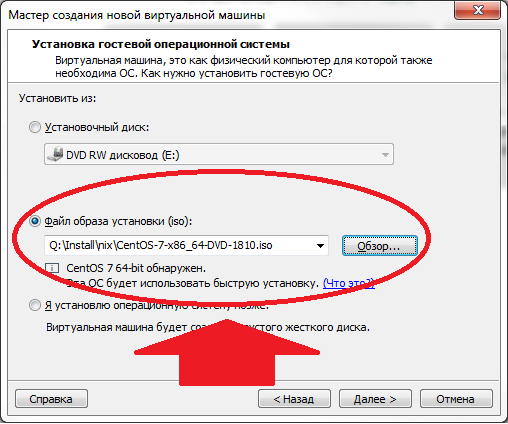 Мастер создания новой виртуальной машины
Установка гостевой операционной системы
Виртуальная машина, это как физический компьютер для которой также
необходима ОС. Как нужно установить гостевую ОС?
Установить из:
Установочный диск:
DVD RW дисковод (E:)
Файл образа установки (iso):
Q:\Install\nix\CentOS-7-x86_64-DVD-1810.iso
Обзор...
CentOS 7 64-bit обнаружен.
Эта ОС будет использовать быструю установку. (Что это?)
Я установлю операционную систему позже.
Виртуальная машина будет жесткого диска.
Справка
< Назад
Далее >
Отмена